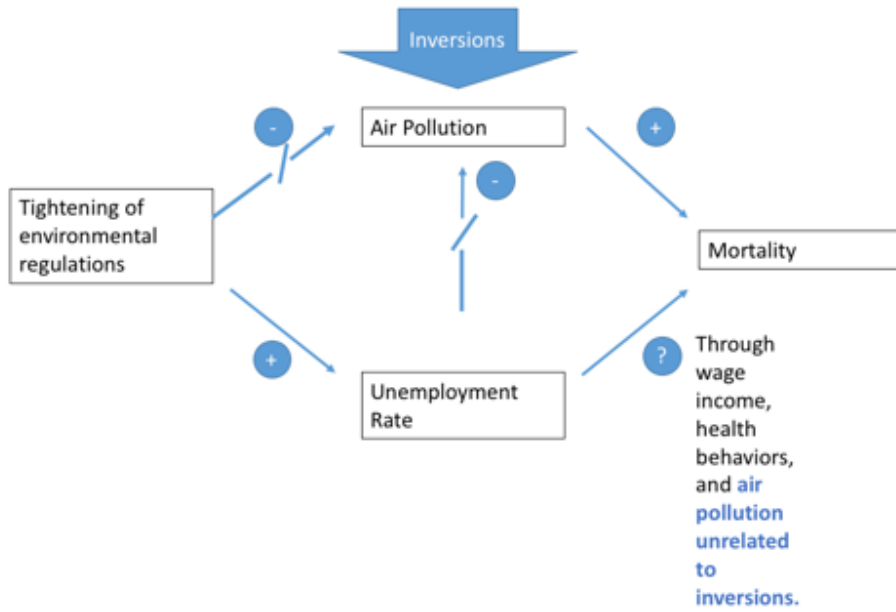 Inversions
-
Air Pollution
+
-
Tightening of
environmental
regulations
Mortality
+
?
Unemployment
Rate
Through
wage
income,
health
behaviors,
and air
pollution
unrelated
to
inversions.